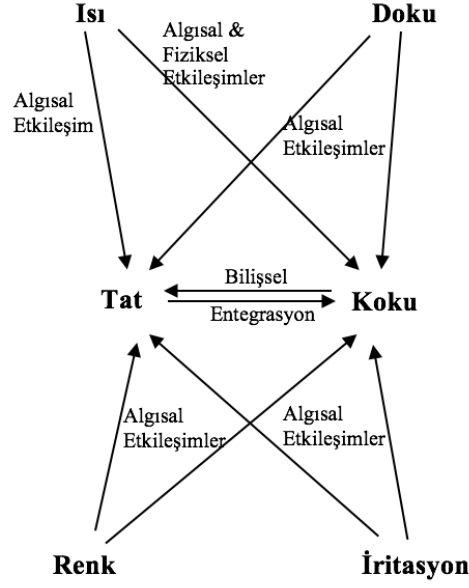 Isı
Doku
Algısal &
Fiziksel
Etkileşimler
Algısal
Etkileşim
Algısal
Etkileşimler
Bilişsel
Tat
Koku
Entegrasyon
Algısal
Etkileşimler
Algısal
Etkileşimler
Renk
İritasyon